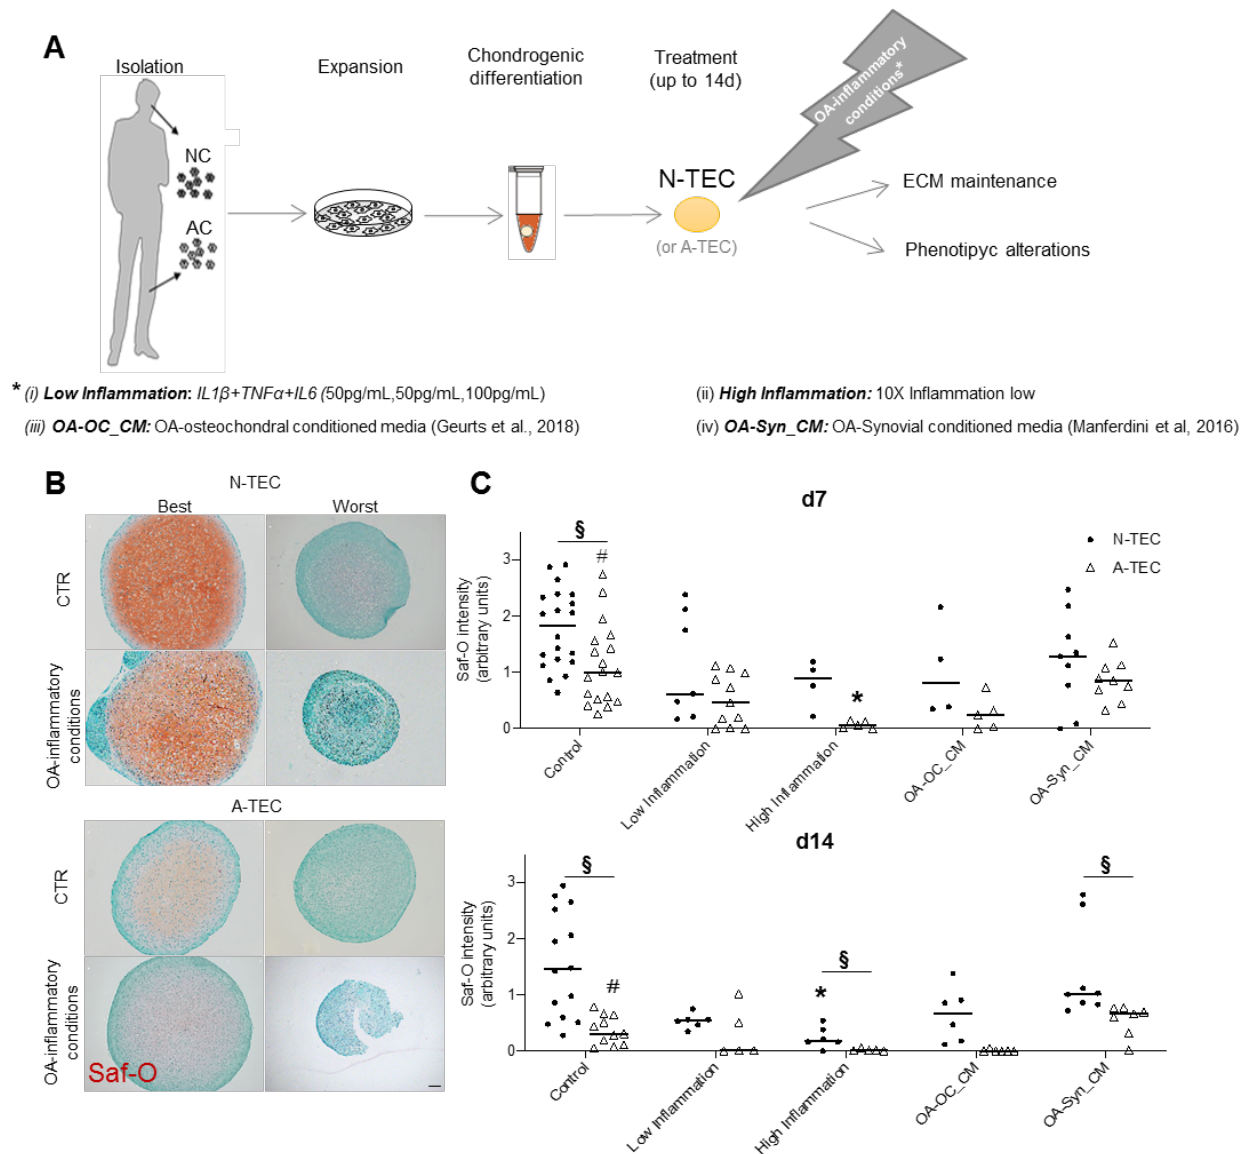 A
Isolation
Expansion
Chondrogenic
differentiation
Treatment
(up to 14d)
OA-inflammatory
conditions*
NC
AC
N-TEC
(or A-TEC)
ECM maintenance
Phenotipyc alterations
* (i) Low Inflammation: IL1β+TNFα+IL6 (50pg/mL,50pg/mL,100pg/mL)
(ii) High Inflammation: 10X Inflammation low
(iii) OA-OC_CM: OA-osteochondral conditioned media (Geurts et al., 2018)
(iv) OA-Syn_CM: OA-Synovial conditioned media (Manferdini et al, 2016)
B
N-TEC
Best
Worst
CTR
OA-inflammatory
conditions
A-TEC
CTR
OA-inflammatory
conditions
Saf-O
C
d7
§
#
*
N-TEC
A-TEC
Saf-O intensity
(arbitrary units)
3
2
1
0
Control
Low Inflammation
High Inflammation
OA-OC_CM
OA-Syn_CM
d14
§
#
*
§
§
Saf-O intensity
(arbitrary units)
3
2
1
0
Control
Low Inflammation
High Inflammation
OA-OC_CM
OA-Syn_CM